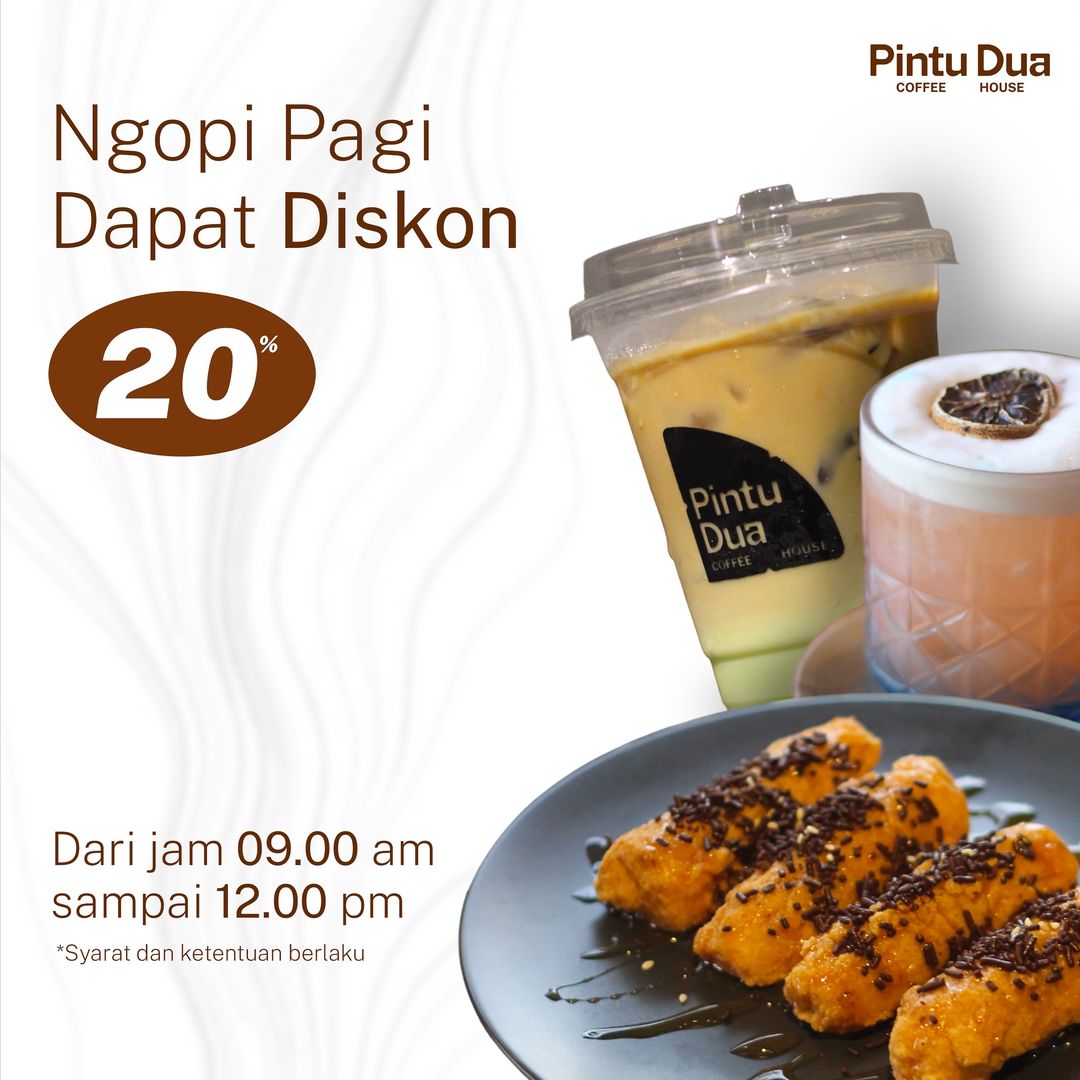 Pintu Dua
COFFEE HOUSE
Ngopi Pagi
Dapat Diskon
20%
Pintu
Dua
COFFEE HOUSE
Dari jam 09.00 am
sampai 12.00 pm
*Syarat dan ketentuan berlaku